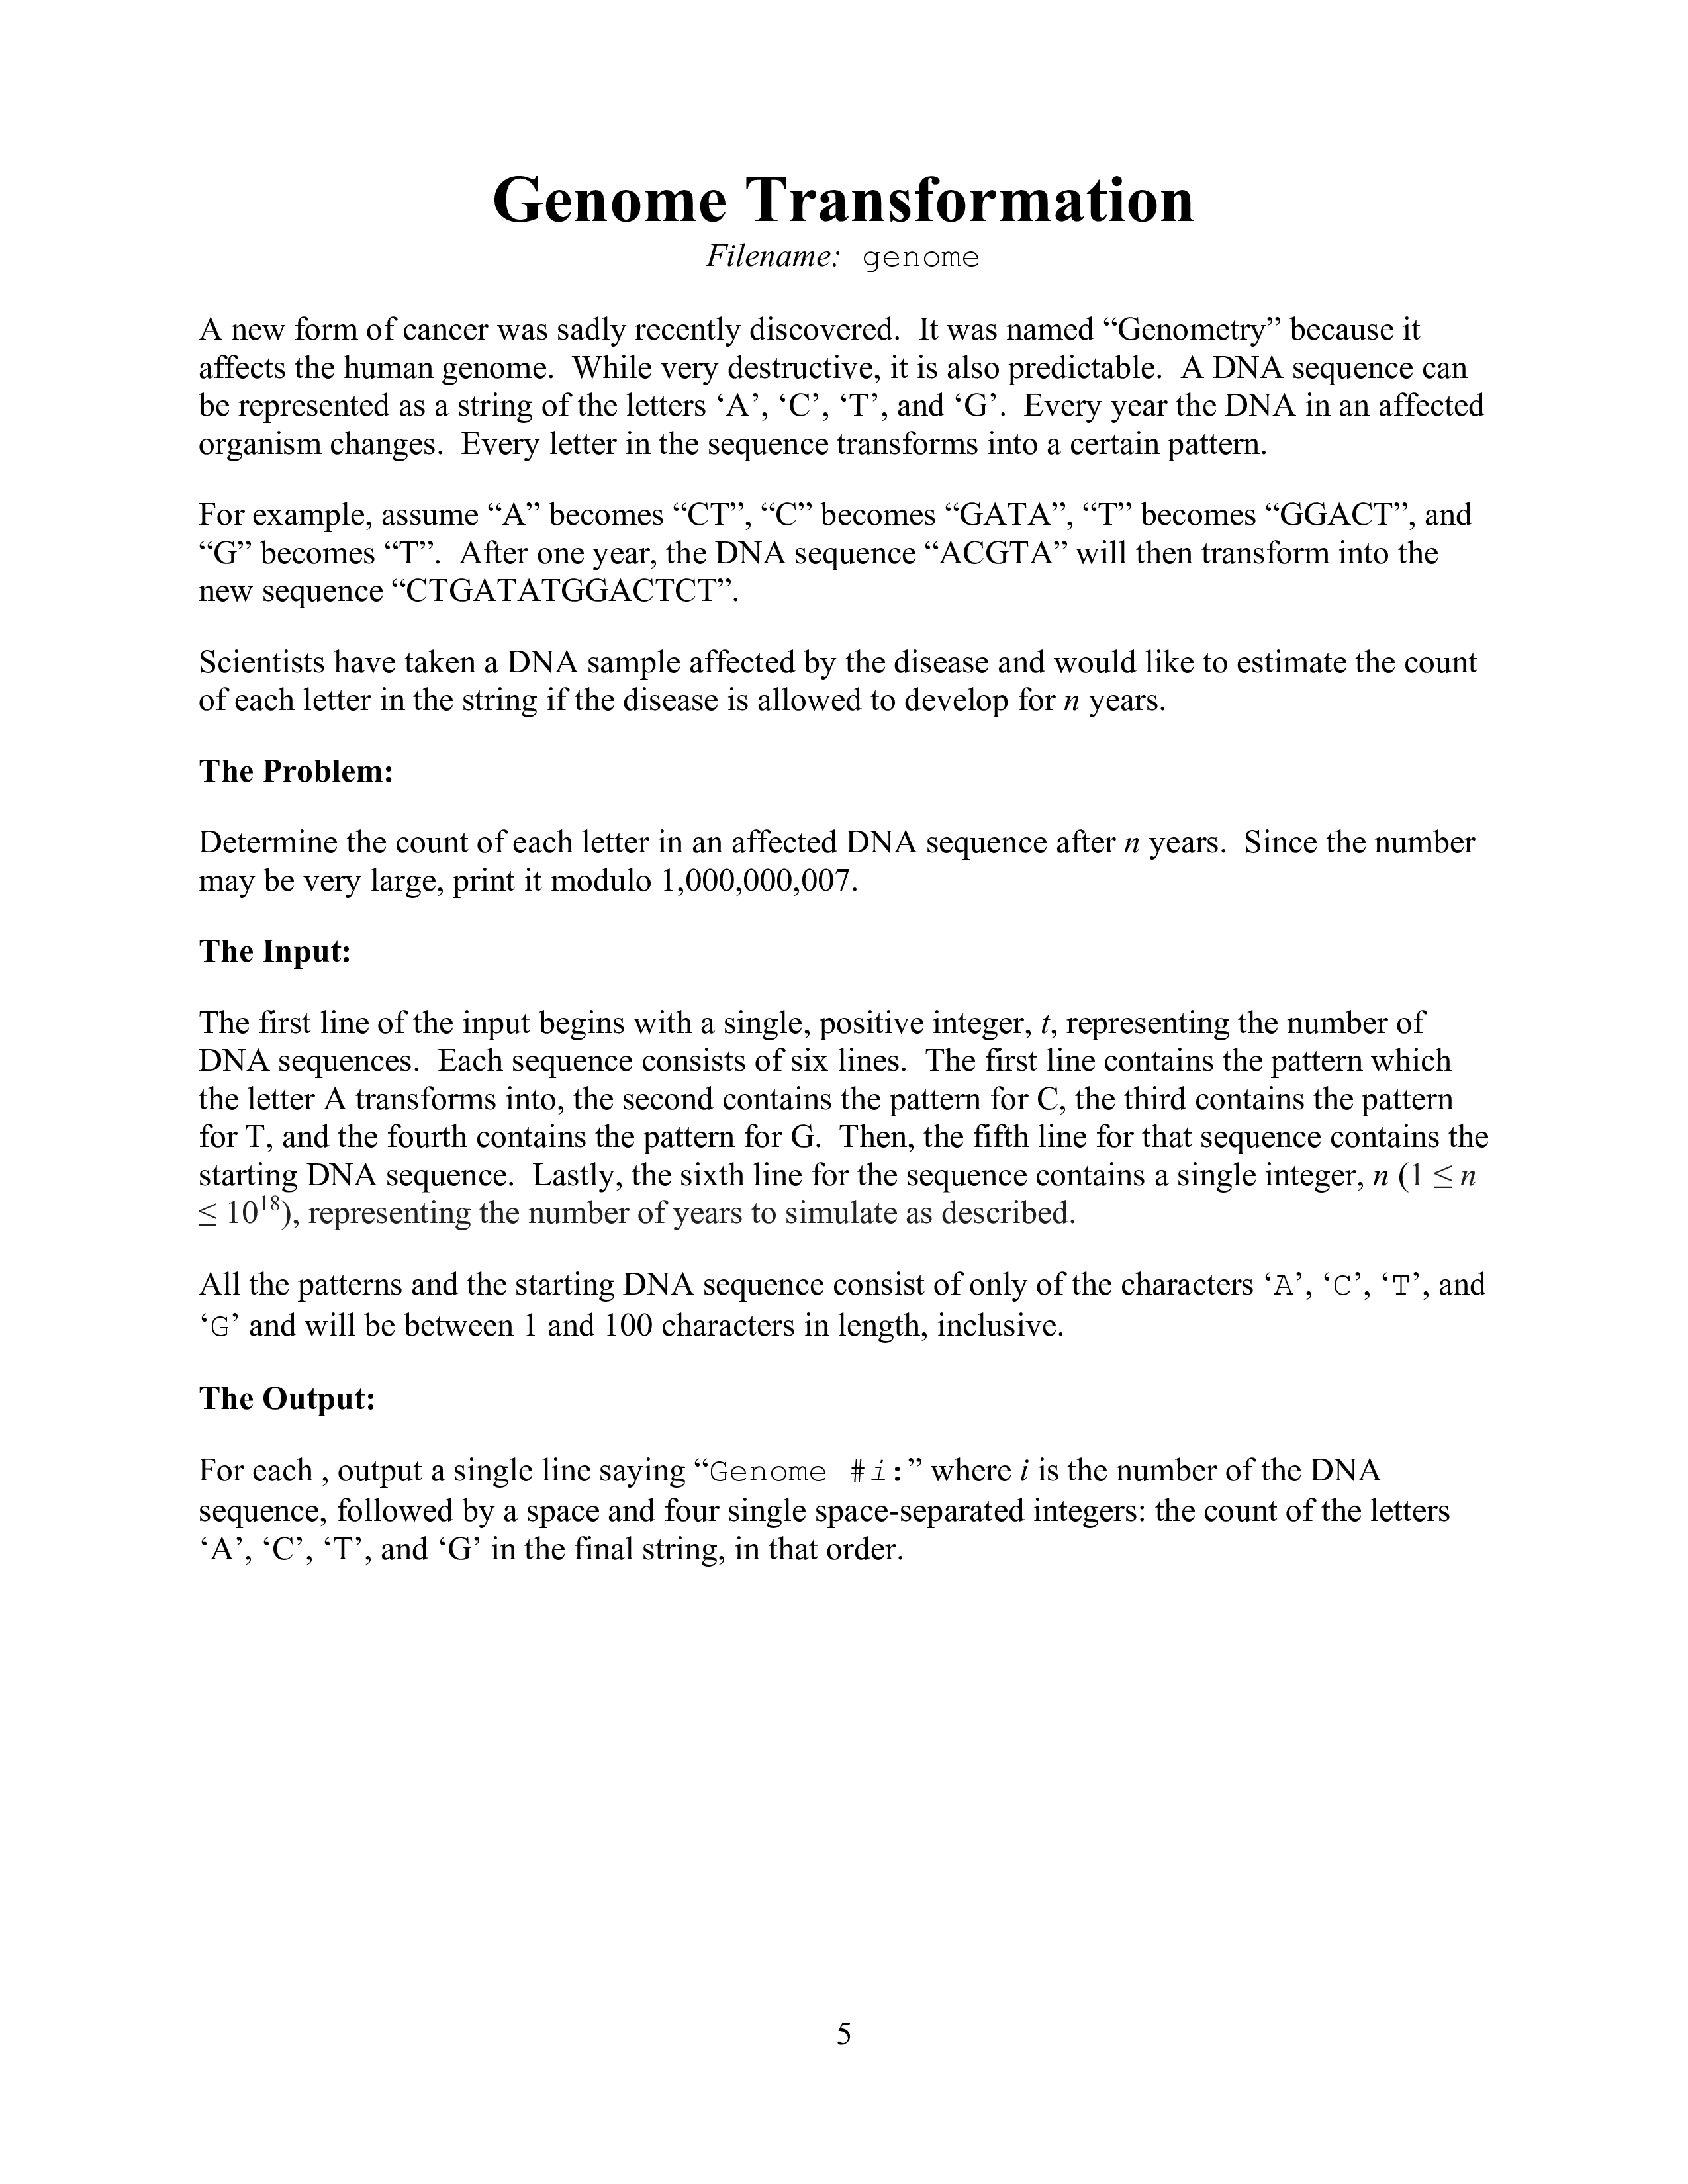 Genome Transformation
Filename: genome
A new form of cancer was sadly recently discovered. It was named “Genometry” because it
affects the human genome. While very destructive, it is also predictable. A DNA sequence can
be represented as a string of the letters ‘A’, ‘C’, ‘T’, and ‘G’. Every year the DNA in an affected
organism changes. Every letter in the sequence transforms into a certain pattern.
For example, assume “A” becomes “CT”, “C” becomes “GATA”, “T” becomes “GGACT”, and
“G” becomes “T”. After one year, the DNA sequence “ACGTA” will then transform into the
new sequence “CTGATATGGACTCT”.
Scientists have taken a DNA sample affected by the disease and would like to estimate the count
of each letter in the string if the disease is allowed to develop for n years.
The Problem:
Determine the count of each letter in an affected DNA sequence after n years. Since the number
may be very large, print it modulo 1,000,000,007.
The Input:
The first line of the input begins with a single, positive integer, t, representing the number of
DNA sequences. Each sequence consists of six lines. The first line contains the pattern which
the letter A transforms into, the second contains the pattern for C, the third contains the pattern
for T, and the fourth contains the pattern for G. Then, the fifth line for that sequence contains the
starting DNA sequence. Lastly, the sixth line for the sequence contains a single integer, n (1 ≤ n
≤ 10¹⁸), representing the number of years to simulate as described.
All the patterns and the starting DNA sequence consist of only of the characters ‘A’, ‘C’, ‘T’, and
‘G’ and will be between 1 and 100 characters in length, inclusive.
The Output:
For each , output a single line saying “Genome #i:” where i is the number of the DNA
sequence, followed by a space and four single space-separated integers: the count of the letters
‘A’, ‘C’, ‘T’, and ‘G’ in the final string, in that order.
5